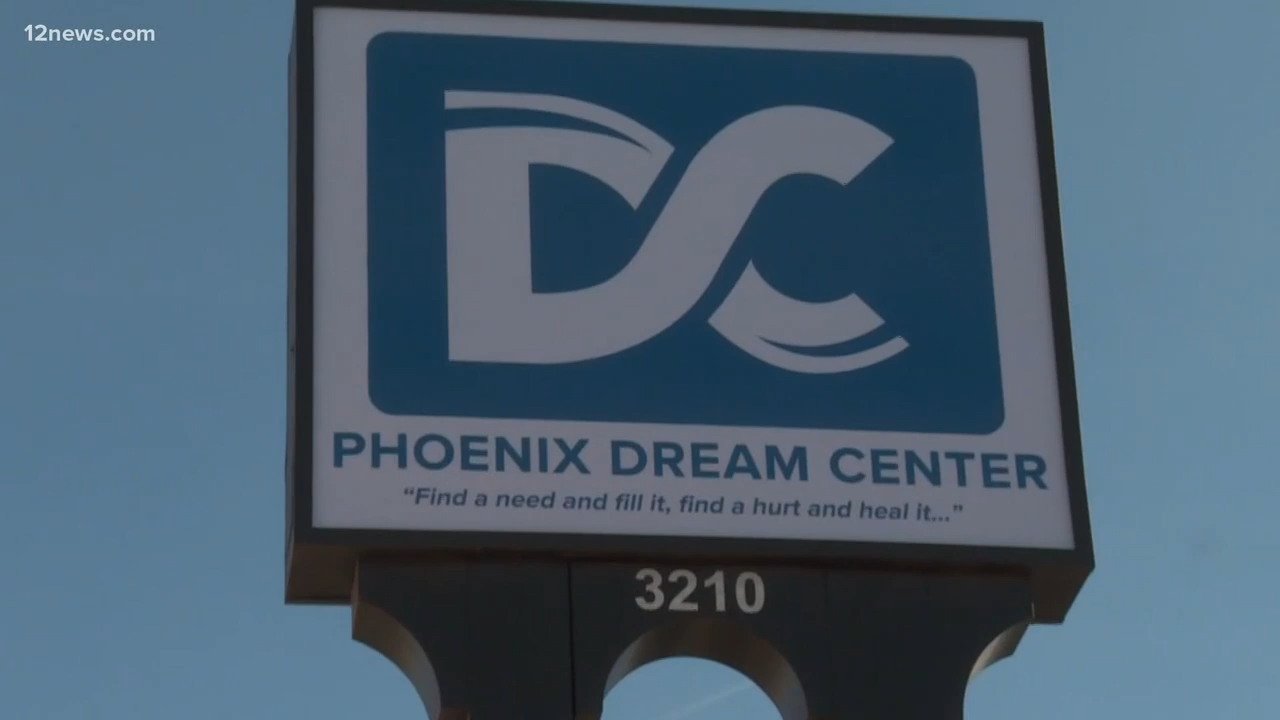 12news.com
DC
PHOENIX DREAM CENTER
“Find a need and fill it, find a hurt and heal it...”
3210